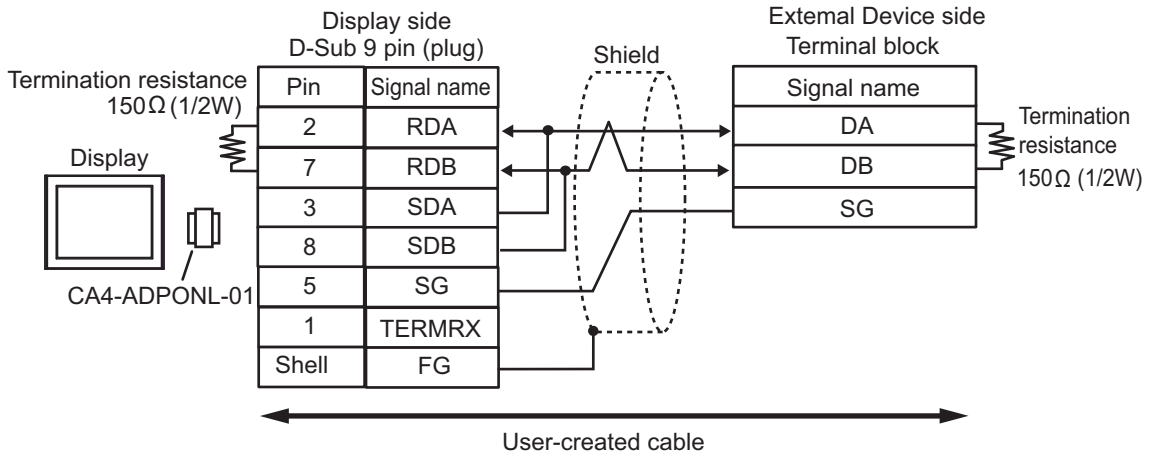 Display side
D-Sub 9 pin (plug)
External Device side
Terminal block
Shield
Termination resistance
150Ω (1/2W)
Pin Signal name
2 RDA
7 RDB
3 SDA
8 SDB
5 SG
1 TERMRX
Shell FG
Signal name
DA
DB
SG
Termination
resistance
150Ω (1/2W)
Display
CA4-ADPONL-01
User-created cable